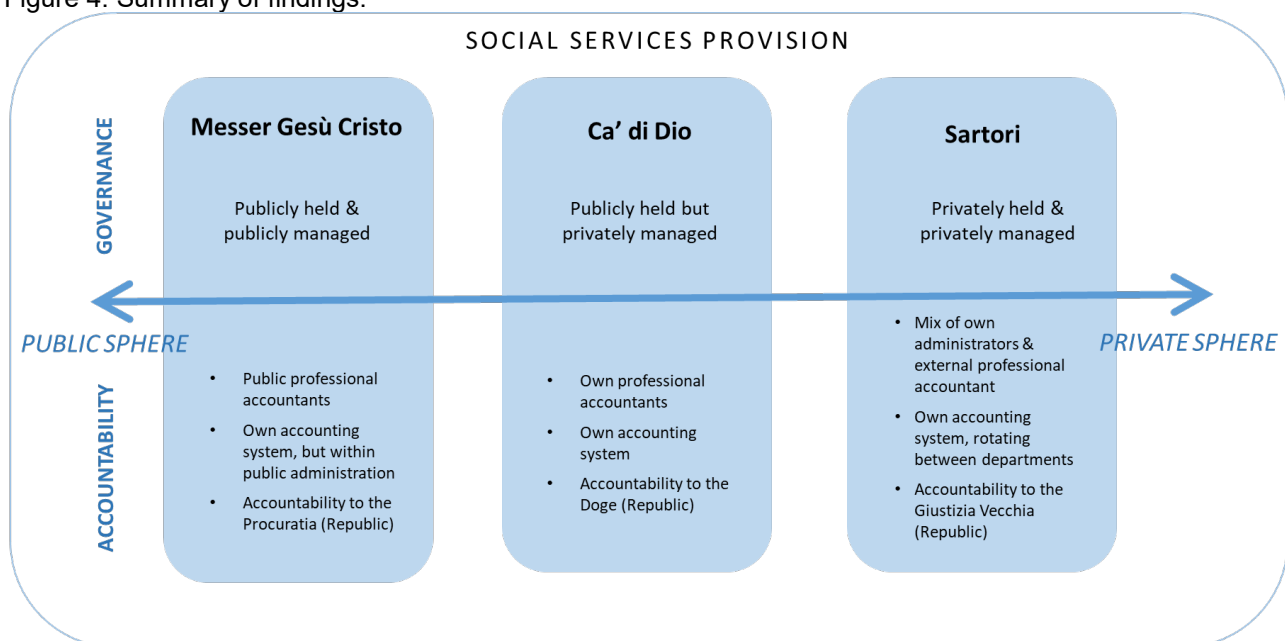 Figure 4. Summary of findings.
SOCIAL SERVICES PROVISION
GOVERNANCE
Messer Gesù Cristo
Publicly held &
publicly managed
Ca’ di Dio
Publicly held but
privately managed
Sartori
Privately held &
privately managed
PUBLIC SPHERE
PRIVATE SPHERE
ACCOUNTABILITY
• Public professional
accountants
• Own accounting
system, but within
public administration
• Accountability to the
Procuratia (Republic)
• Own professional
accountants
• Own accounting
system
• Accountability to the
Doge (Republic)
• Mix of own
administrators &
external professional
accountant
• Own accounting
system, rotating
between departments
• Accountability to the
Giustizia Vecchia
(Republic)